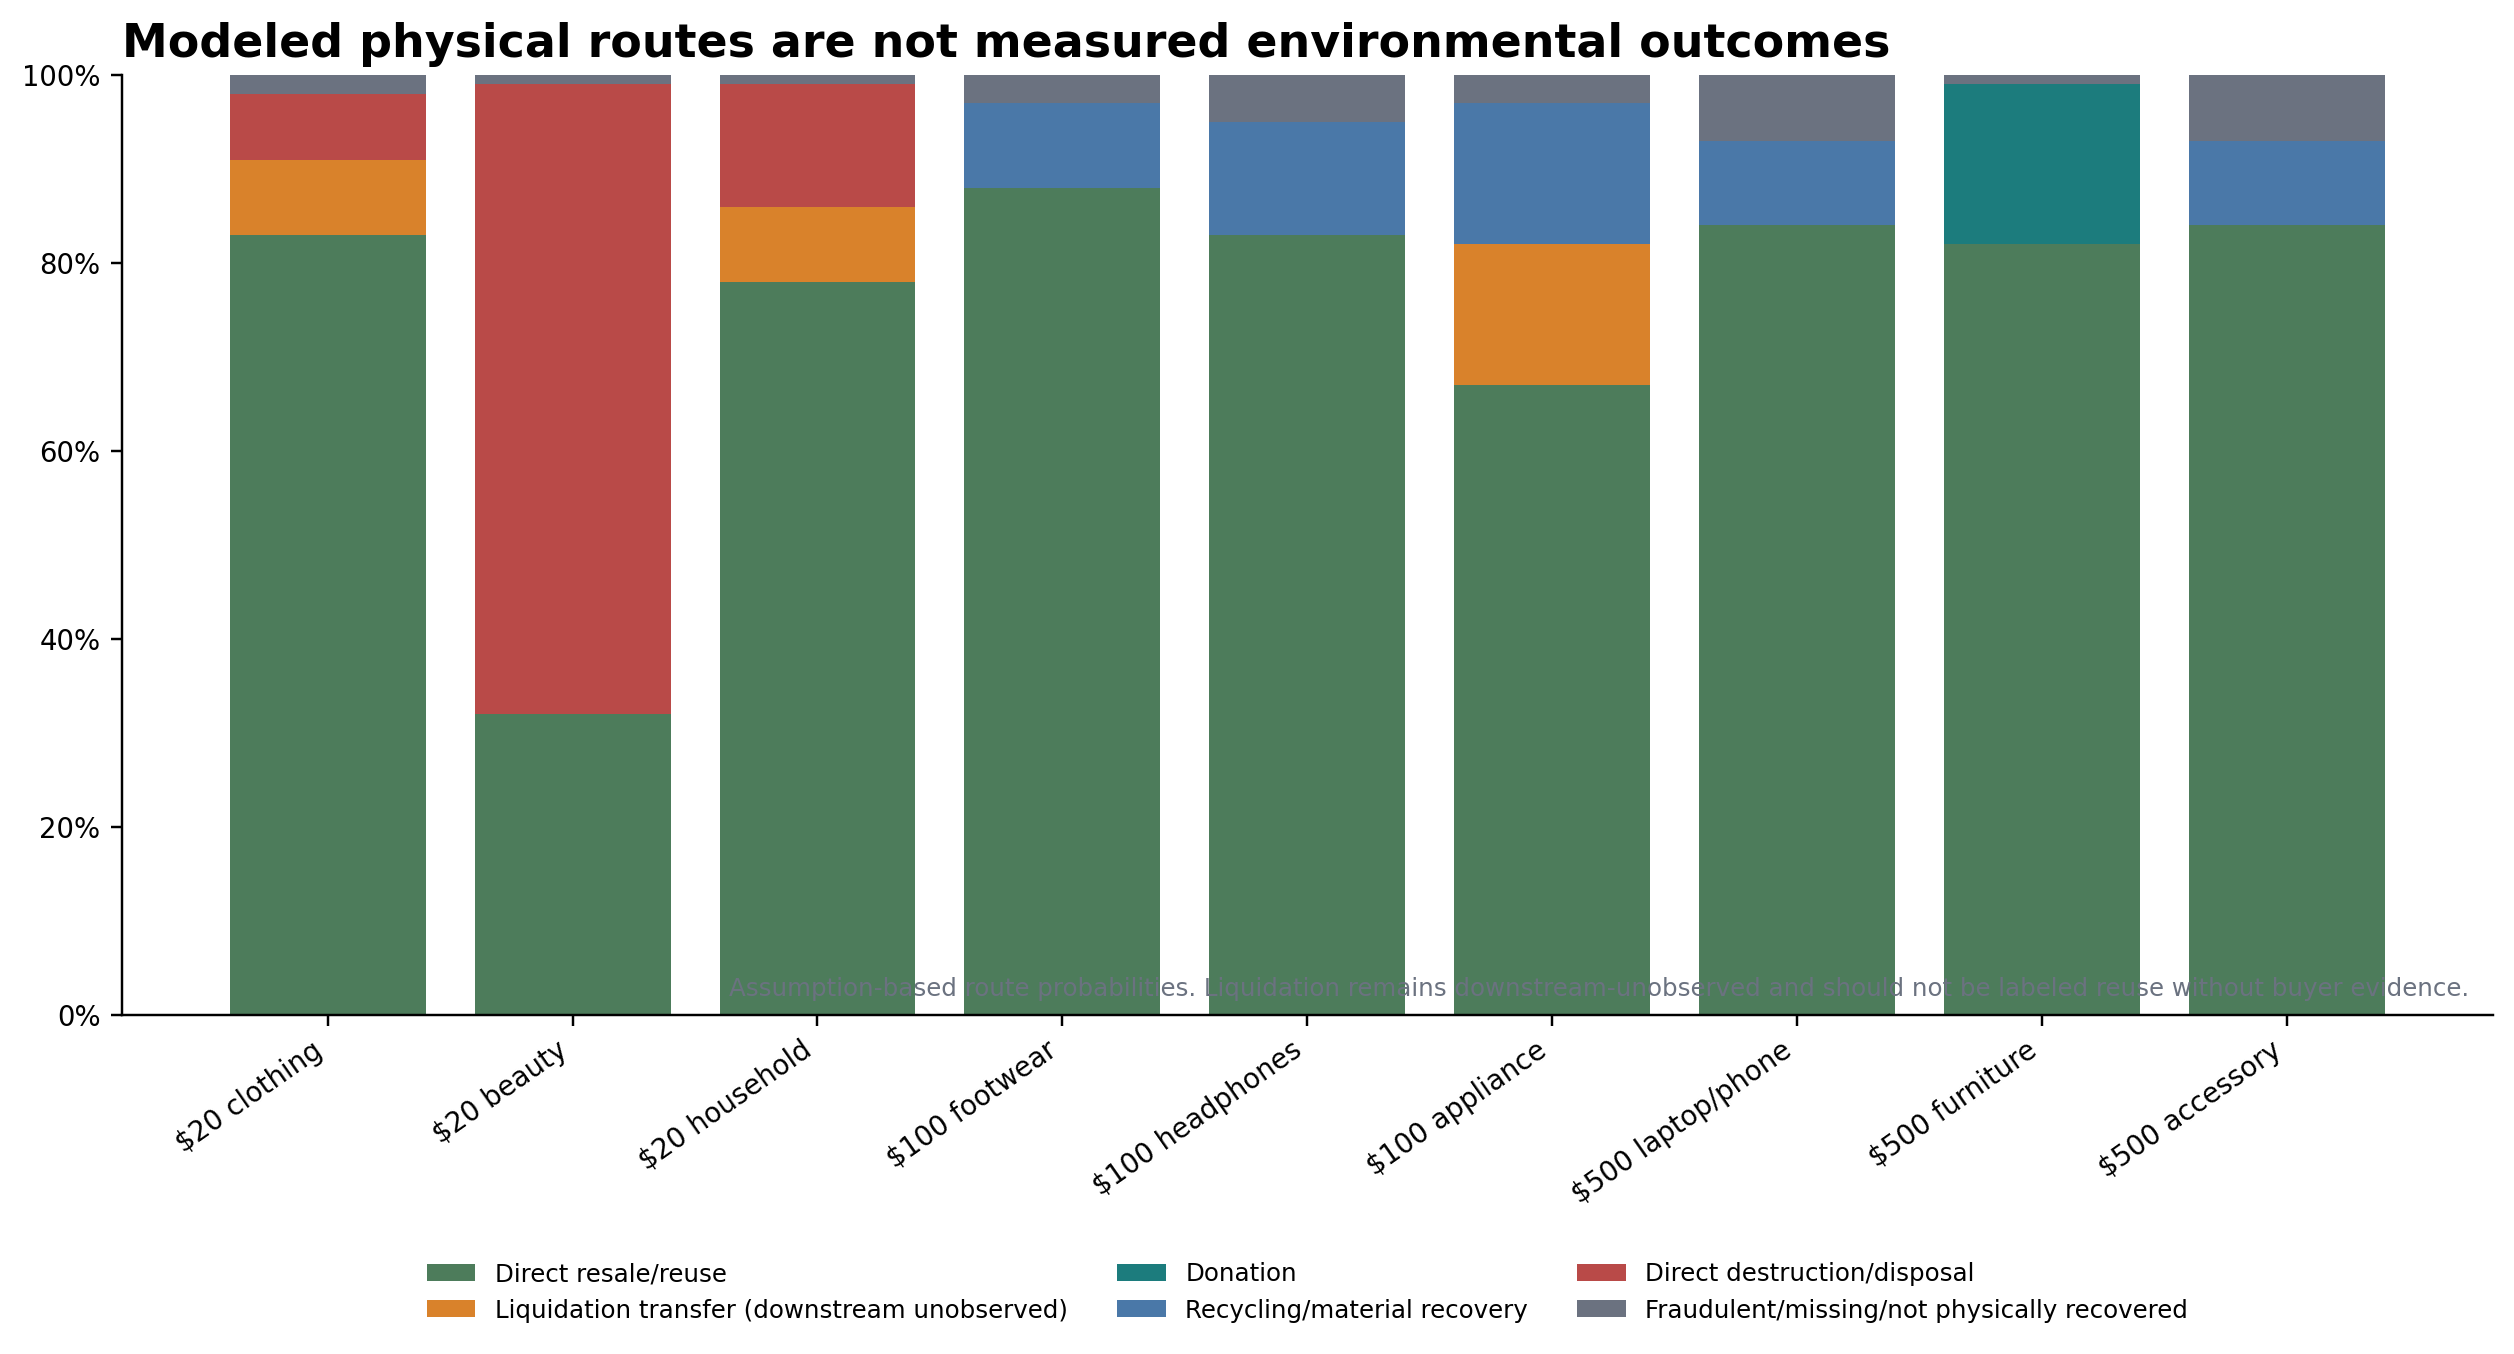 Modeled physical routes are not measured environmental outcomes
100%
80%
60%
40%
20%
0%
Assumption-based route probabilities. Liquidation remains downstream-unobserved and should not be labeled reuse without buyer evidence.
$20 clothing
$20 beauty
$20 household
$100 footwear
$100 headphones
$100 appliance
$500 laptop/phone
$500 furniture
$500 accessory
Direct resale/reuse
Liquidation transfer (downstream unobserved)
Donation
Recycling/material recovery
Direct destruction/disposal
Fraudulent/missing/not physically recovered